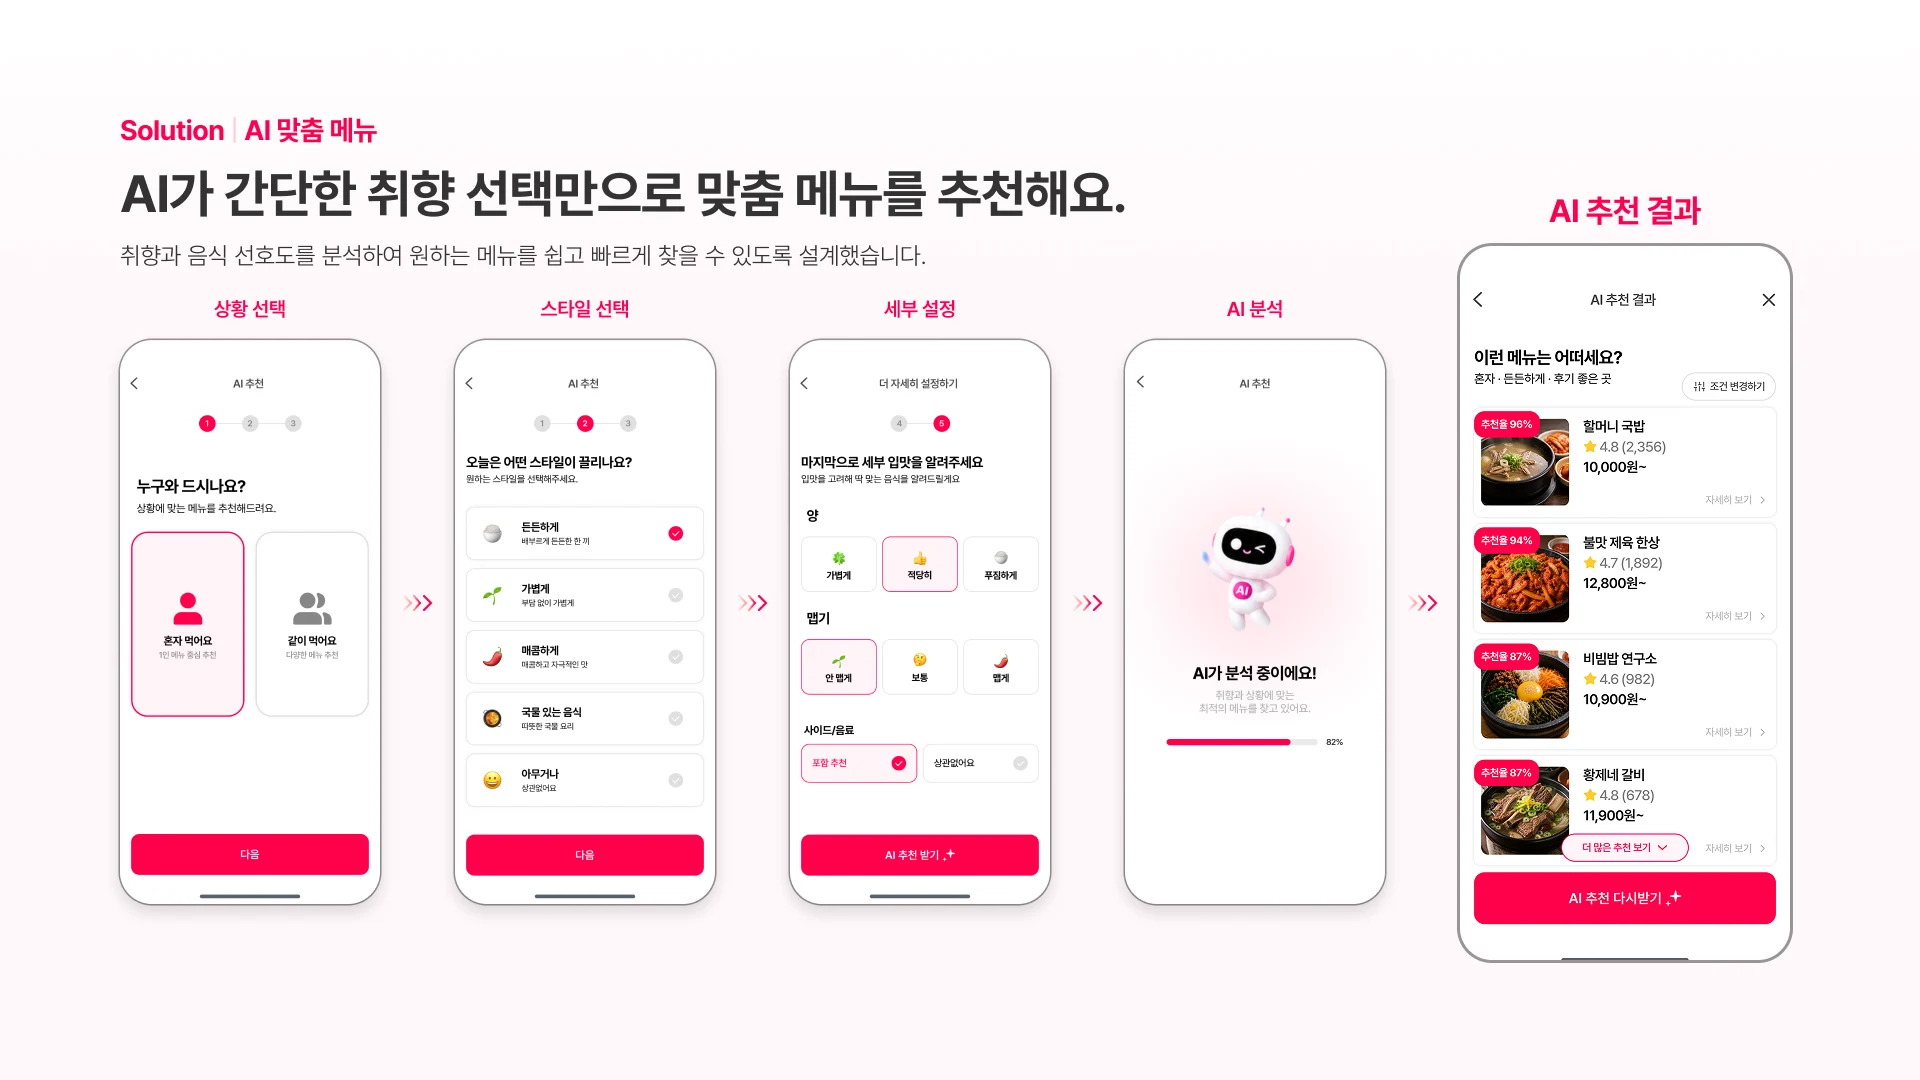 Solution | AI 맞춤 메뉴
AI가 간단한 취향 선택만으로 맞춤 메뉴를 추천해요.
취향과 음식 선호도를 분석하여 원하는 메뉴를 쉽고 빠르게 찾을 수 있도록 설계했습니다.
상황 선택
AI 추천
1 2 3
누구와 드시나요?
상황에 맞는 메뉴를 추천해드려요.
혼자 먹어요
1인 메뉴 중심 추천
같이 먹어요
다양한 메뉴 추천
다음
스타일 선택
AI 추천
1 2 3
오늘은 어떤 스타일이 끌리나요?
원하는 스타일을 선택해주세요.
든든하게
배부르게 든든한 한 끼
가볍게
부담 없이 가볍게
매콤하게
매콤하고 자극적인 맛
국물 있는 음식
따뜻한 국물 요리
아무거나
상관없어요
다음
세부 설정
더 자세히 설정하기
4 5
마지막으로 세부 입맛을 알려주세요
입맛을 고려해 딱 맞는 음식을 알려드릴게요
양
가볍게 적당히 푸짐하게
맵기
안 맵게 보통 맵게
사이드/음료
포함 추천 상관없어요
AI 추천 받기
AI 분석
AI 추천
AI
AI가 분석 중이에요!
취향과 상황에 맞는
최적의 메뉴를 찾고 있어요.
82%
AI 추천 결과
AI 추천 결과
이런 메뉴는 어떠세요?
혼자 · 든든하게 · 후기 좋은 곳
조건 변경하기
추천율 96%
할머니 국밥
4.8 (2,356)
10,000원~
자세히 보기
추천율 94%
불맛 제육 한상
4.7 (1,892)
12,800원~
자세히 보기
추천율 87%
비빔밥 연구소
4.6 (982)
10,900원~
자세히 보기
추천율 87%
황제네 갈비
4.8 (678)
11,900원~
더 많은 추천 보기
자세히 보기
AI 추천 다시받기